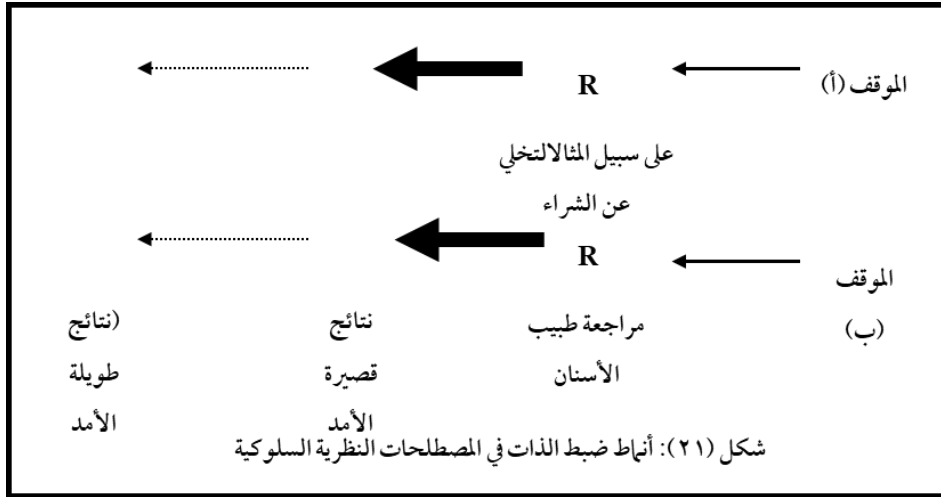 الموقف (أ)
R
على سبيل المثالالتخلي
عن الشراء
R
الموقف
(ب)
مراجعة طبيب
الأسنان
نتائج
قصيرة
الأمد
(نتائج
طويلة
الأمد
شكل (٢١): أنماط ضبط الذات في المصطلحات النظرية السلوكية